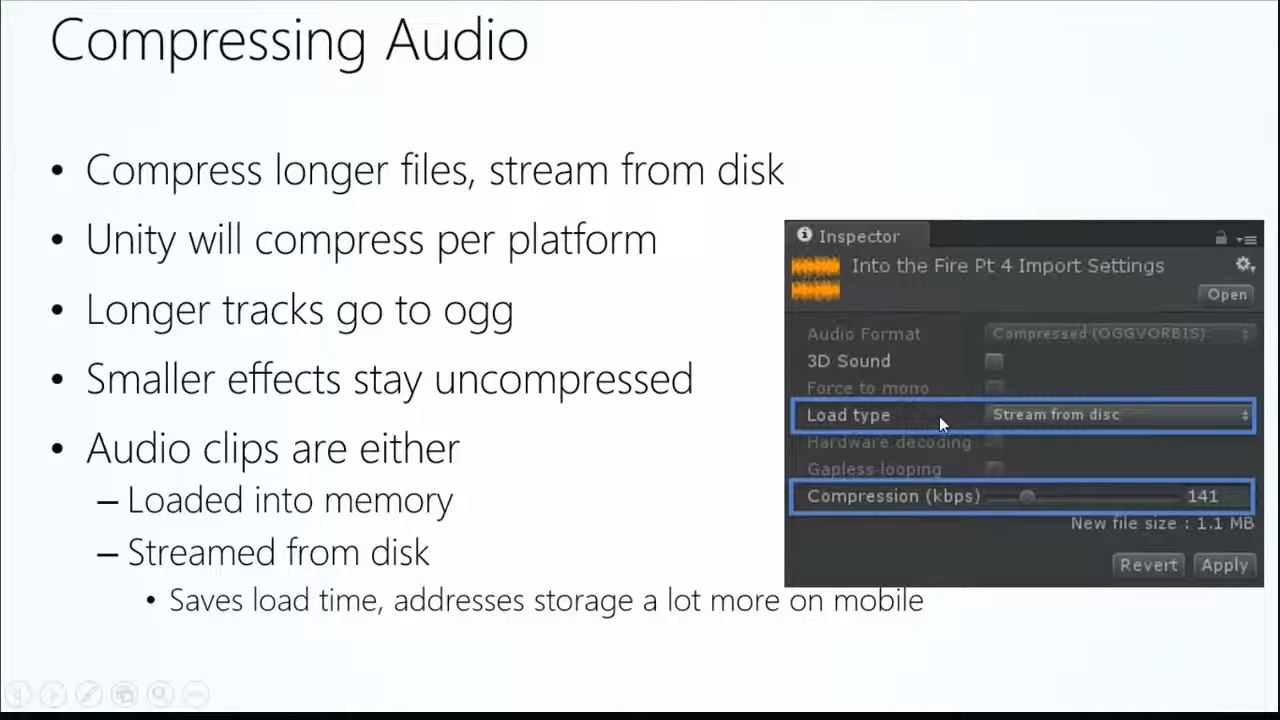 Compressing Audio
• Compress longer files, stream from disk
• Unity will compress per platform
• Longer tracks go to ogg
• Smaller effects stay uncompressed
• Audio clips are either
– Loaded into memory
– Streamed from disk
• Saves load time, addresses storage a lot more on mobile
Inspector
Into the Fire Pt 4 Import Settings
Open
Audio Format Compressed (OGGVORBIS)
3D Sound
Force to mono
Load type Stream from disc
Hardware decoding
Gapless looping
Compression (kbps) 141
New file size : 1.1 MB
Revert Apply